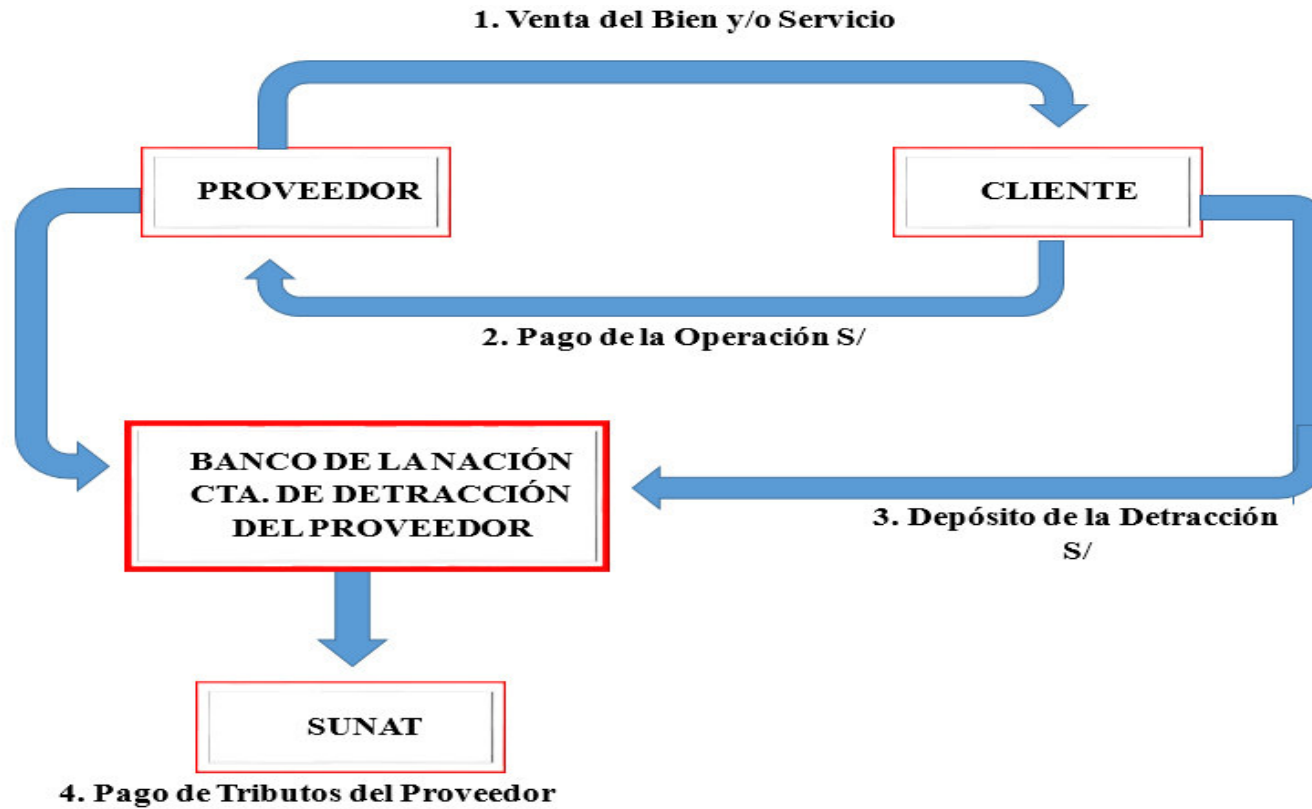 1. Venta del Bien y/o Servicio
PROVEEDOR
CLIENTE
2. Pago de la Operación S/
BANCO DE LA NACIÓN
CTA. DE DETRACCIÓN
DEL PROVEEDOR
3. Depósito de la Detracción
S/
SUNAT
4. Pago de Tributos del Proveedor